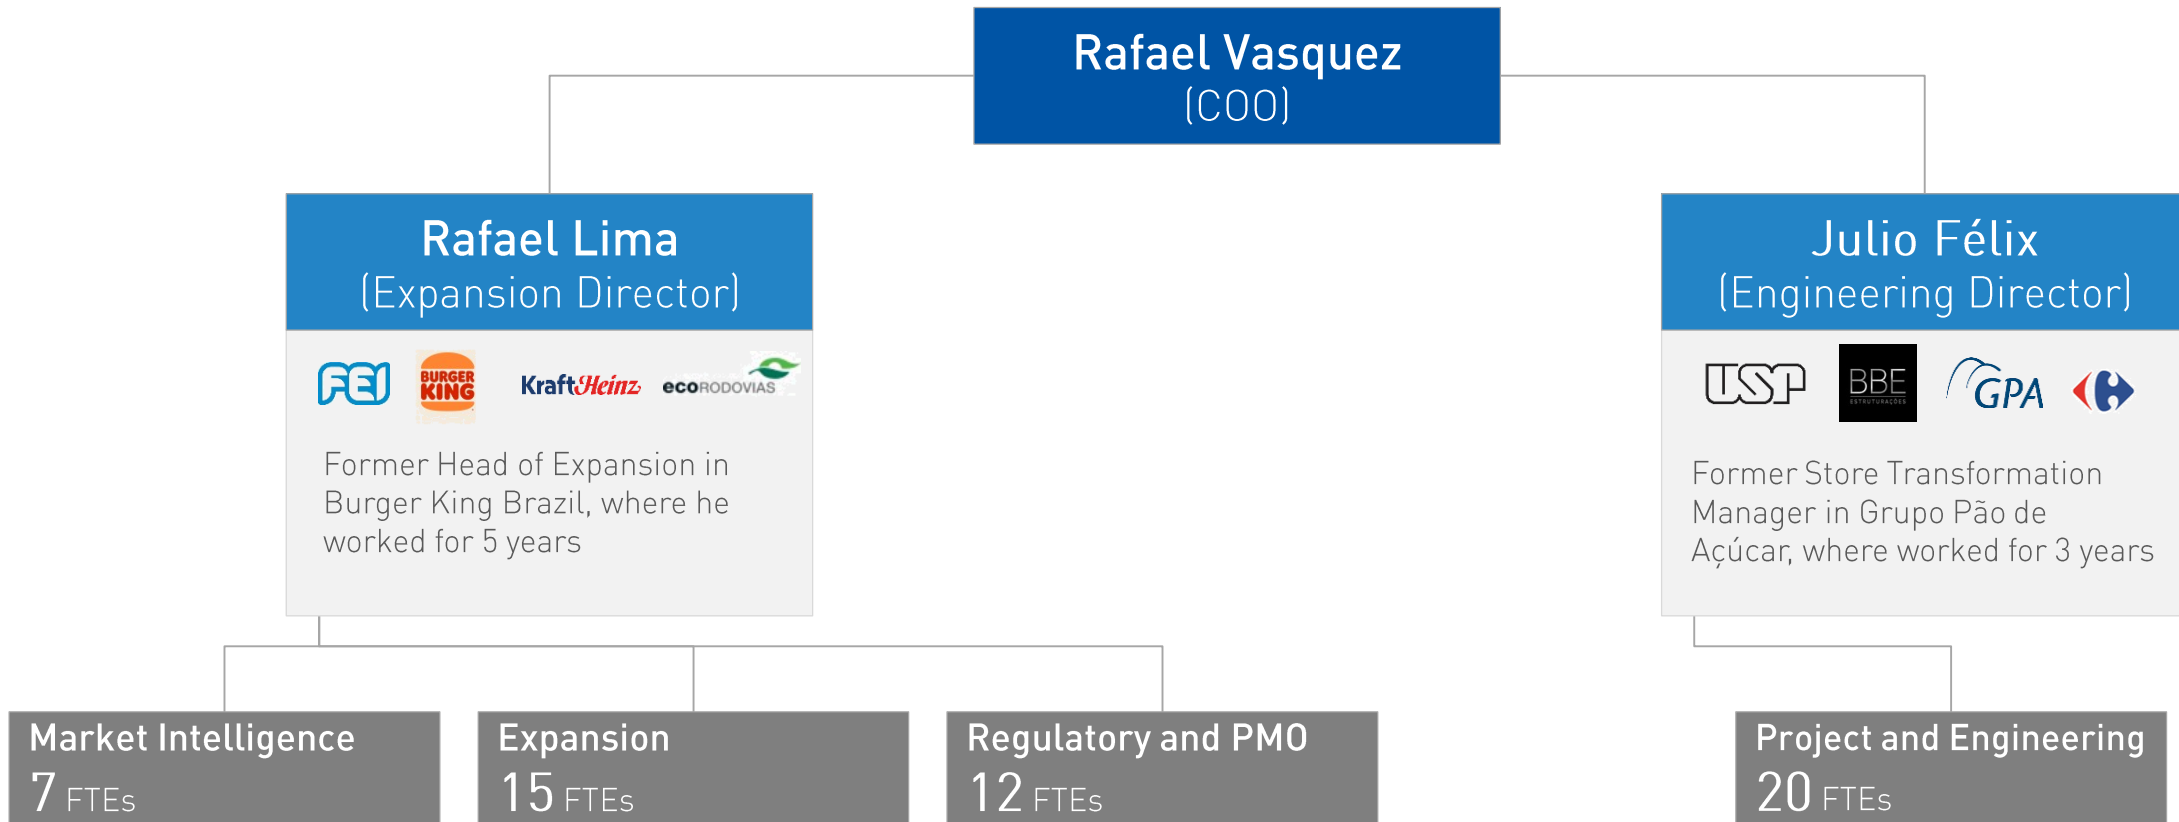 Rafael Vasquez
(COO)
Rafael Lima
(Expansion Director)
Julio Félix
(Engineering Director)
FEI
BURGER
KING
KraftHeinz
ecoRODOVIAS
USP
BBE
ESTRUTURAÇÕES
GPA
Former Head of Expansion in
Burger King Brazil, where he
worked for 5 years
Former Store Transformation
Manager in Grupo Pão de
Açúcar, where worked for 3 years
Market Intelligence
7 FTEs
Expansion
15 FTEs
Regulatory and PMO
12 FTEs
Project and Engineering
20 FTEs